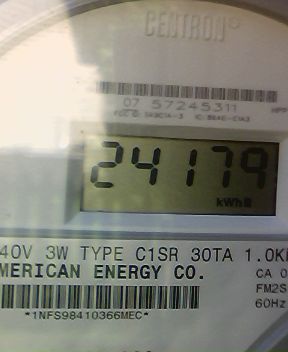 CENTRON
07 57245311
24179
kWh
40V 3W TYPE C1SR 30TA 1.0K
MERICAN ENERGY CO.
CA 0
FM2S
60Hz
*1NFS98410366MEC*